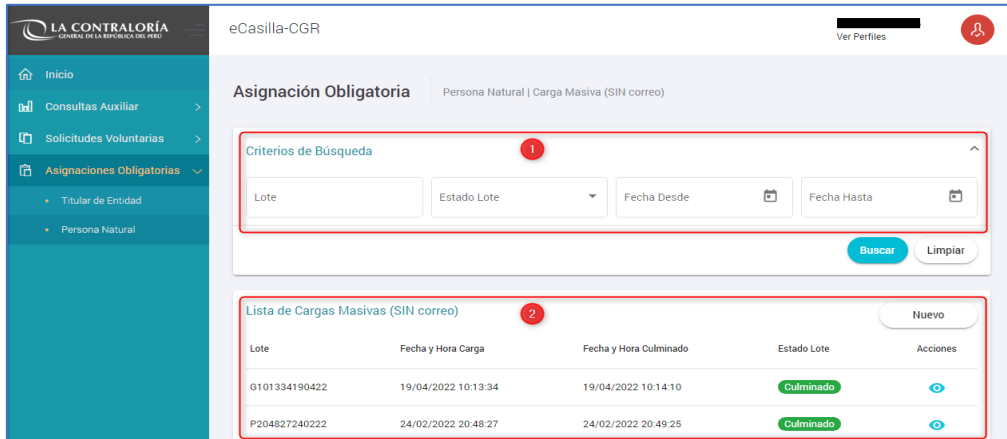 LA CONTRALORÍA
GENERAL DE LA REPÚBLICA DEL PERÚ
eCasilla-CGR
Ver Perfiles
Inicio
Consultas Auxiliar
Solicitudes Voluntarias
Asignaciones Obligatorias
Titular de Entidad
Persona Natural
Asignación Obligatoria
Persona Natural | Carga Masiva (SIN correo)
Criterios de Búsqueda
1
Lote Estado Lote Fecha Desde Fecha Hasta
Buscar Limpiar
Lista de Cargas Masivas (SIN correo)
2
Nuevo
Lote Fecha y Hora Carga Fecha y Hora Culminado Estado Lote Acciones
G101334190422 19/04/2022 10:13:34 19/04/2022 10:14:10 Culminado
P204827240222 24/02/2022 20:48:27 24/02/2022 20:49:25 Culminado